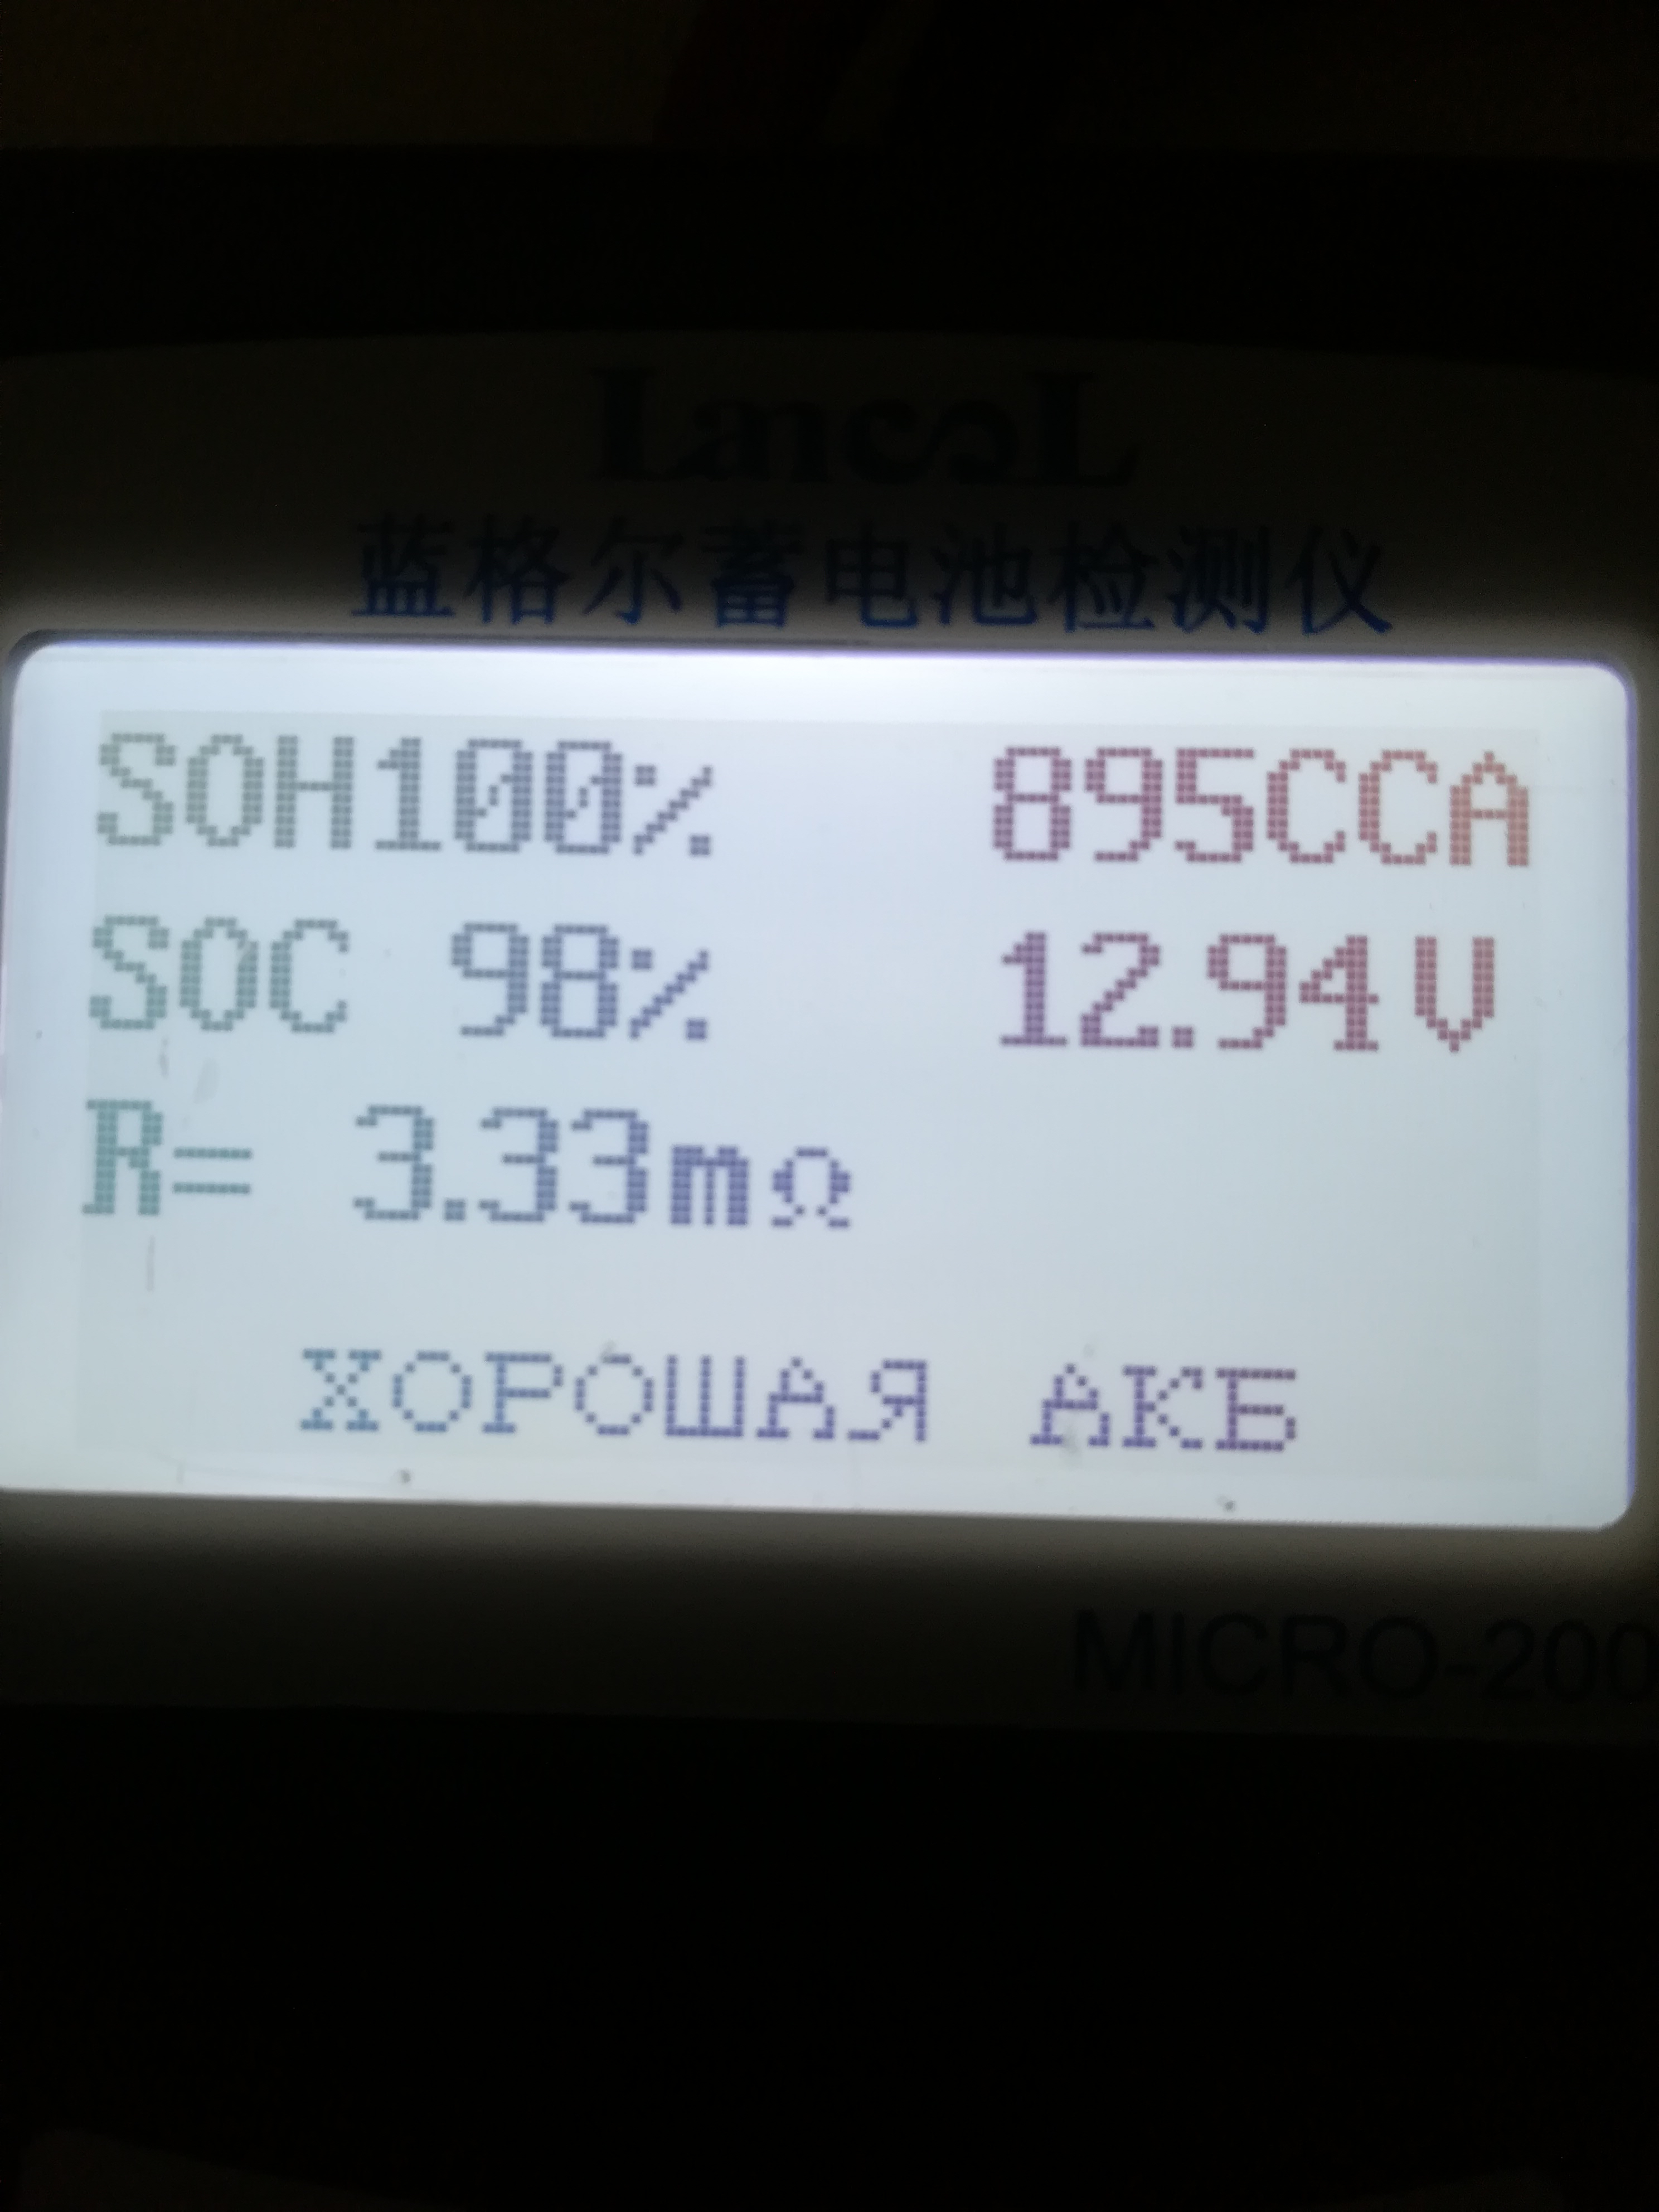 LancoL
蓝格尔蓄电池检测仪
SOH100% 895CCA
SOC 98% 12.94V
R= 3.33mΩ
ХОРОШАЯ АКБ
MICRO-200